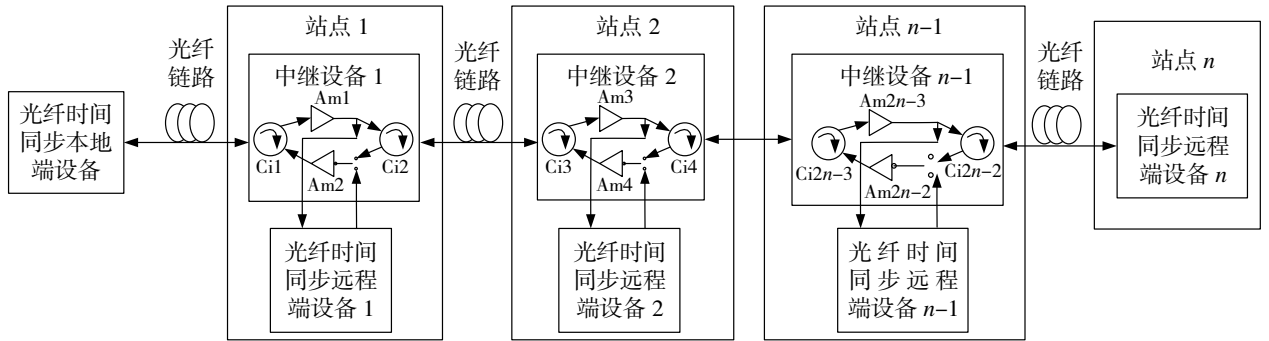 光纤时间
同步本地
端设备
光纤
链路
站点 1
中继设备 1
Am1
Ci1
Ci2
Am2
光纤时间
同步远程
端设备 1
光纤
链路
站点 2
中继设备 2
Am3
Ci3
Ci4
Am4
光纤时间
同步远程
端设备 2
站点 n-1
中继设备 n-1
Am2n-3
Ci2n-3
Ci2n-2
Am2n-2
光纤时间
同步远程
端设备 n-1
光纤
链路
站点 n
光纤时间
同步远程
端设备 n